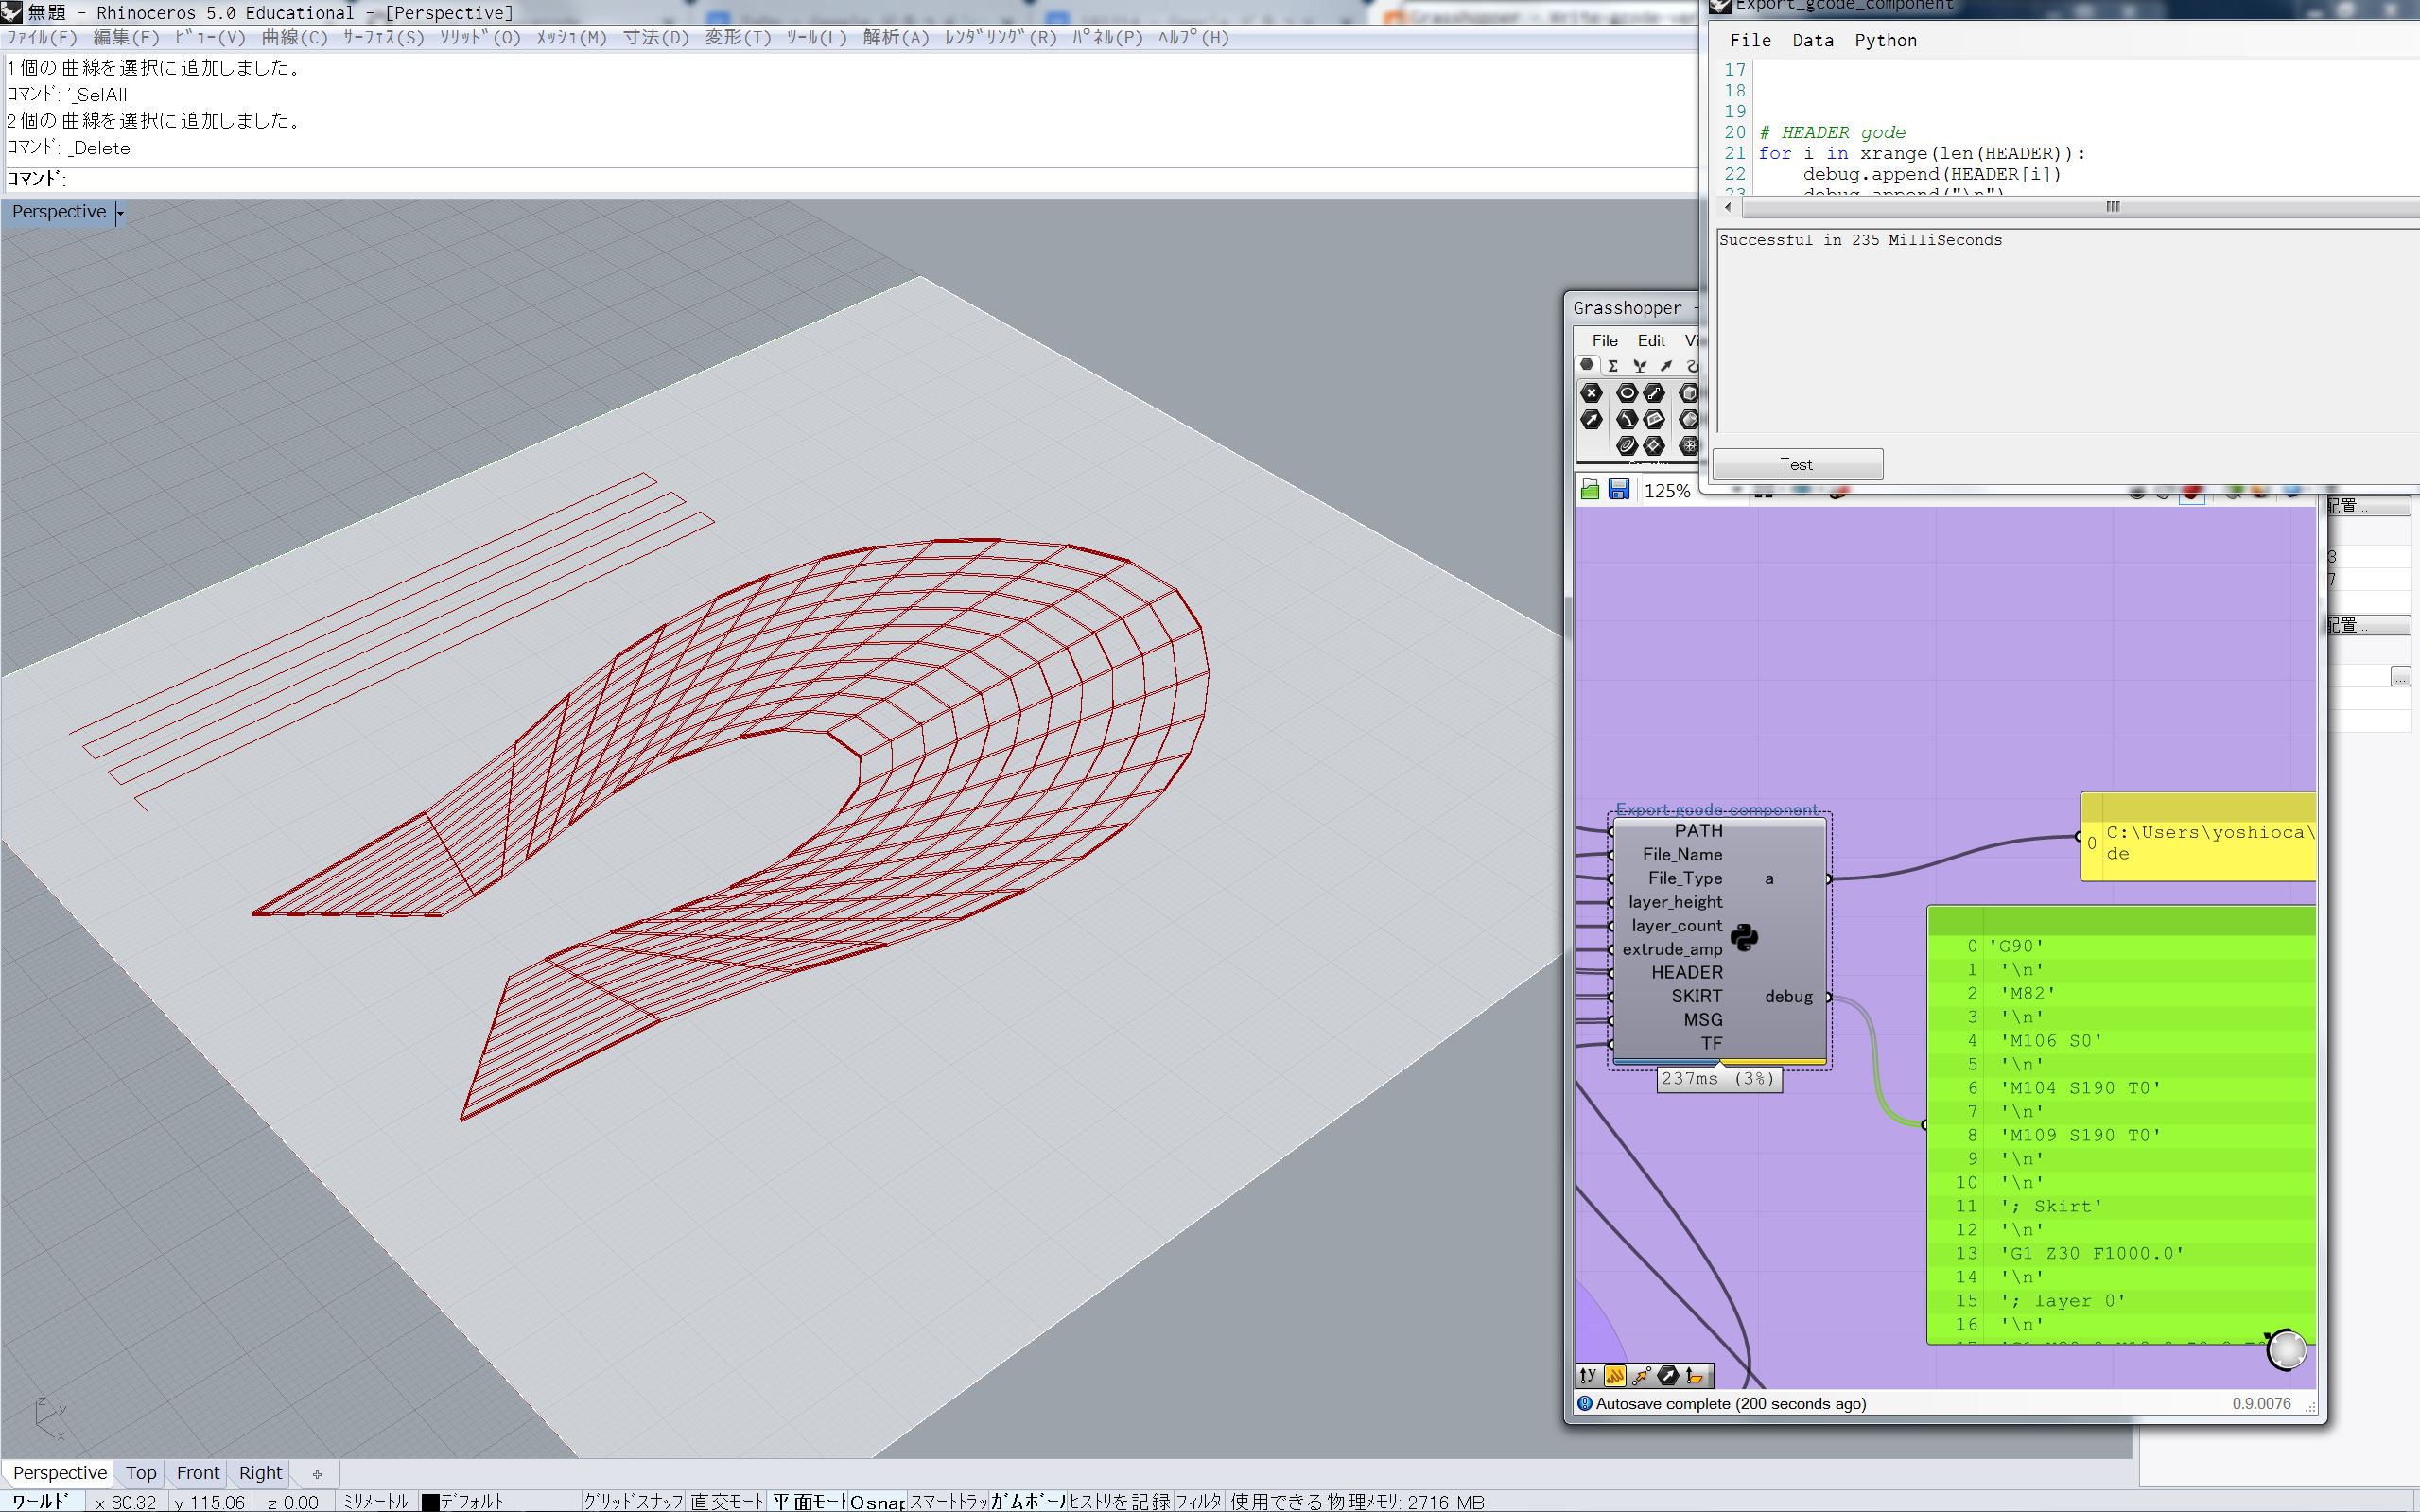 無題 - Rhinoceros 5.0 Educational - [Perspective]
ﾌｧｲﾙ(F) 編集(E) ﾋﾞｭｰ(V) 曲線(C) ｻｰﾌｪｽ(S) ｿﾘｯﾄﾞ(O) ﾒｯｼｭ(M) 寸法(D) 変形(T) ﾂｰﾙ(L) 解析(A) ﾚﾝﾀﾞﾘﾝｸﾞ(R) ﾊﾟﾈﾙ(P) ﾍﾙﾌﾟ(H)
1 個の 曲線を選択に追加しました。
ｺﾏﾝﾄﾞ: '_SelAll
2 個の 曲線を選択に追加しました。
ｺﾏﾝﾄﾞ: _Delete
ｺﾏﾝﾄﾞ:
Perspective
Export_gcode_component
File Data Python
17
18
19
20 # HEADER gode
21 for i in xrange(len(HEADER)):
22 debug.append(HEADER[i])
23 debug.append("\n")
Successful in 235 MilliSeconds
Test
Grasshopper -
File Edit Vi
125%
配置...
3
7
配置...
...
Export_gcode_component
PATH
File_Name
File_Type a
layer_height
layer_count
extrude_amp
HEADER
SKIRT debug
MSG
TF
237ms (3%)
0 C:\Users\yoshioca\
de
0 'G90'
1 '\n'
2 'M82'
3 '\n'
4 'M106 S0'
5 '\n'
6 'M104 S190 T0'
7 '\n'
8 'M109 S190 T0'
9 '\n'
10 '\n'
11 '; Skirt'
12 '\n'
13 'G1 Z30 F1000.0'
14 '\n'
15 '; layer 0'
16 '\n'
Autosave complete (200 seconds ago)
0.9.0076
z y x
Perspective Top Front Right
ﾜｰﾙﾄﾞ x 80.32 y 115.06 z 0.00 ﾐﾘﾒｰﾄﾙ ﾃﾞﾌｫﾙﾄ ｸﾞﾘｯﾄﾞｽﾅｯﾌ 直交ﾓｰﾄ 平面ﾓｰﾄ Osnap ｽﾏｰﾄﾄﾗｯ ｶﾞﾑﾎﾞｰﾙ ﾋｽﾄﾘを記録 ﾌｨﾙﾀ 使用できる物理ﾒﾓﾘ: 2716 MB